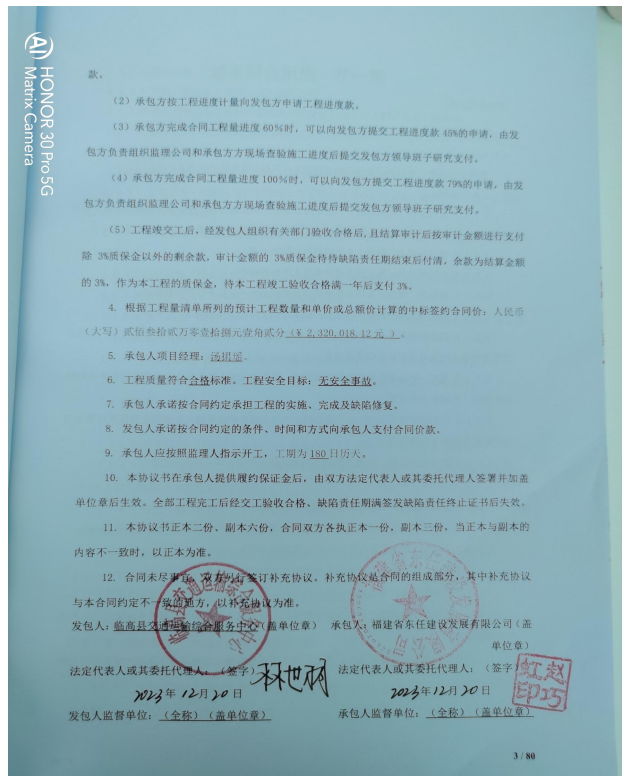 HONOR 30 Pro 5G
Matrix Camera
款。
（2）承包方按工程进度计量向发包方申请工程进度款。
（3）承包方完成合同工程量进度 60%时，可以向发包方提交工程进度款 45%的申请，由发
包方负责组织监理公司和承包方方现场查验施工进度后提交发包方领导班子研究支付。
（4）承包方完成合同工程量进度 100%时，可以向发包方提交工程进度款 79%的申请，由发
包方负责组织监理公司和承包方方现场查验施工进度后提交发包方领导班子研究支付。
（5）工程竣交工后，经发包人组织有关部门验收合格后,且结算审计后按审计金额进行支付
除 3%质保金以外的剩余款，审计金额的 3%质保金待待缺陷责任期结束后付清，余款为结算金额
的 3%，作为本工程的质保金，待本工程竣工验收合格满一年后支付 3%。
4. 根据工程量清单所列的预计工程数量和单价或总额价计算的中标签约合同价：人民币
（大写）贰佰叁拾贰万零壹拾捌元壹角贰分（¥ 2,320,018.12 元 ）。
5. 承包人项目经理：
6. 工程质量符合合格标准。工程安全目标：无安全事故。
7. 承包人承诺按合同约定承担工程的实施、完成及缺陷修复。
8. 发包人承诺按合同约定的条件、时间和方式向承包人支付合同价款。
9. 承包人应按照监理人指示开工，工期为 180 日历天。
10. 本协议书在承包人提供履约保证金后，由双方法定代表人或其委托代理人签署并加盖
单位章后生效。全部工程完工后经交工验收合格、缺陷责任期满签发缺陷责任终止证书后失效。
11. 本协议书正本二份、副本六份，合同双方各执正本一份，副本三份，当正本与副本的
内容不一致时，以正本为准。
12. 合同未尽事宜，双方另行签订补充协议。补充协议是合同的组成部分，其中补充协议
与本合同约定不一致的地方，以补充协议为准。
发包人：临高县交通运输综合服务中心（盖单位章） 承包人：福建省东任建设发展有限公司（盖
单位章）
法定代表人或其委托代理人：（签字）林世羽 法定代表人或其委托代理人：（签字）
赵巧虹印
2023 年 12 月 20 日 2023 年 12 月 20 日
发包人监督单位：（全称）（盖单位章） 承包人监督单位：（全称）（盖单位章）
3 / 80